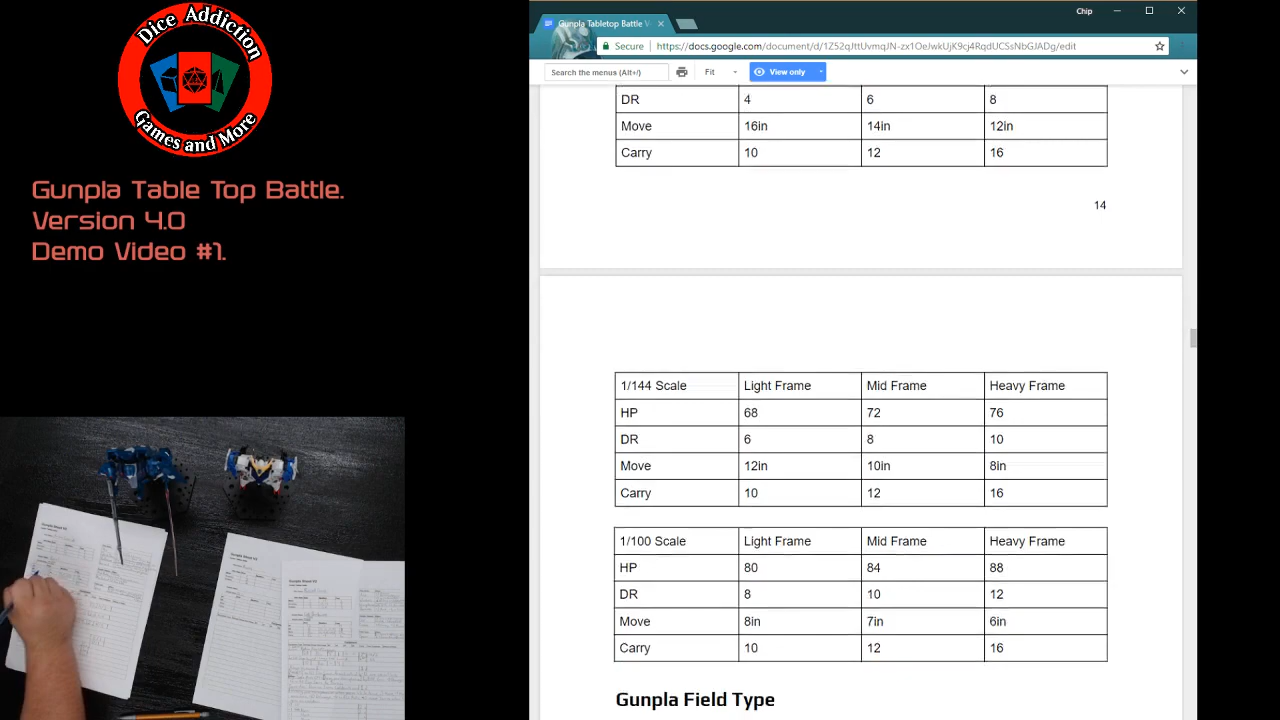 Dice Addiction
Games and More
Gunpla Table Top Battle.
Version 4.0
Demo Video #1.
Chip
Gunpla Tabletop Battle V
Secure
https://docs.google.com/document/d/1Z52qJttUvmqJN-zx1OeJwkUjK9cj4RqdUCSsNbGJADg/edit
Search the menus (Alt+/)
Fit
View only
DR 4 6 8
Move 16in 14in 12in
Carry 10 12 16
14
1/144 Scale Light Frame Mid Frame Heavy Frame
HP 68 72 76
DR 6 8 10
Move 12in 10in 8in
Carry 10 12 16
1/100 Scale Light Frame Mid Frame Heavy Frame
HP 80 84 88
DR 8 10 12
Move 8in 7in 6in
Carry 10 12 16
Gunpla Field Type